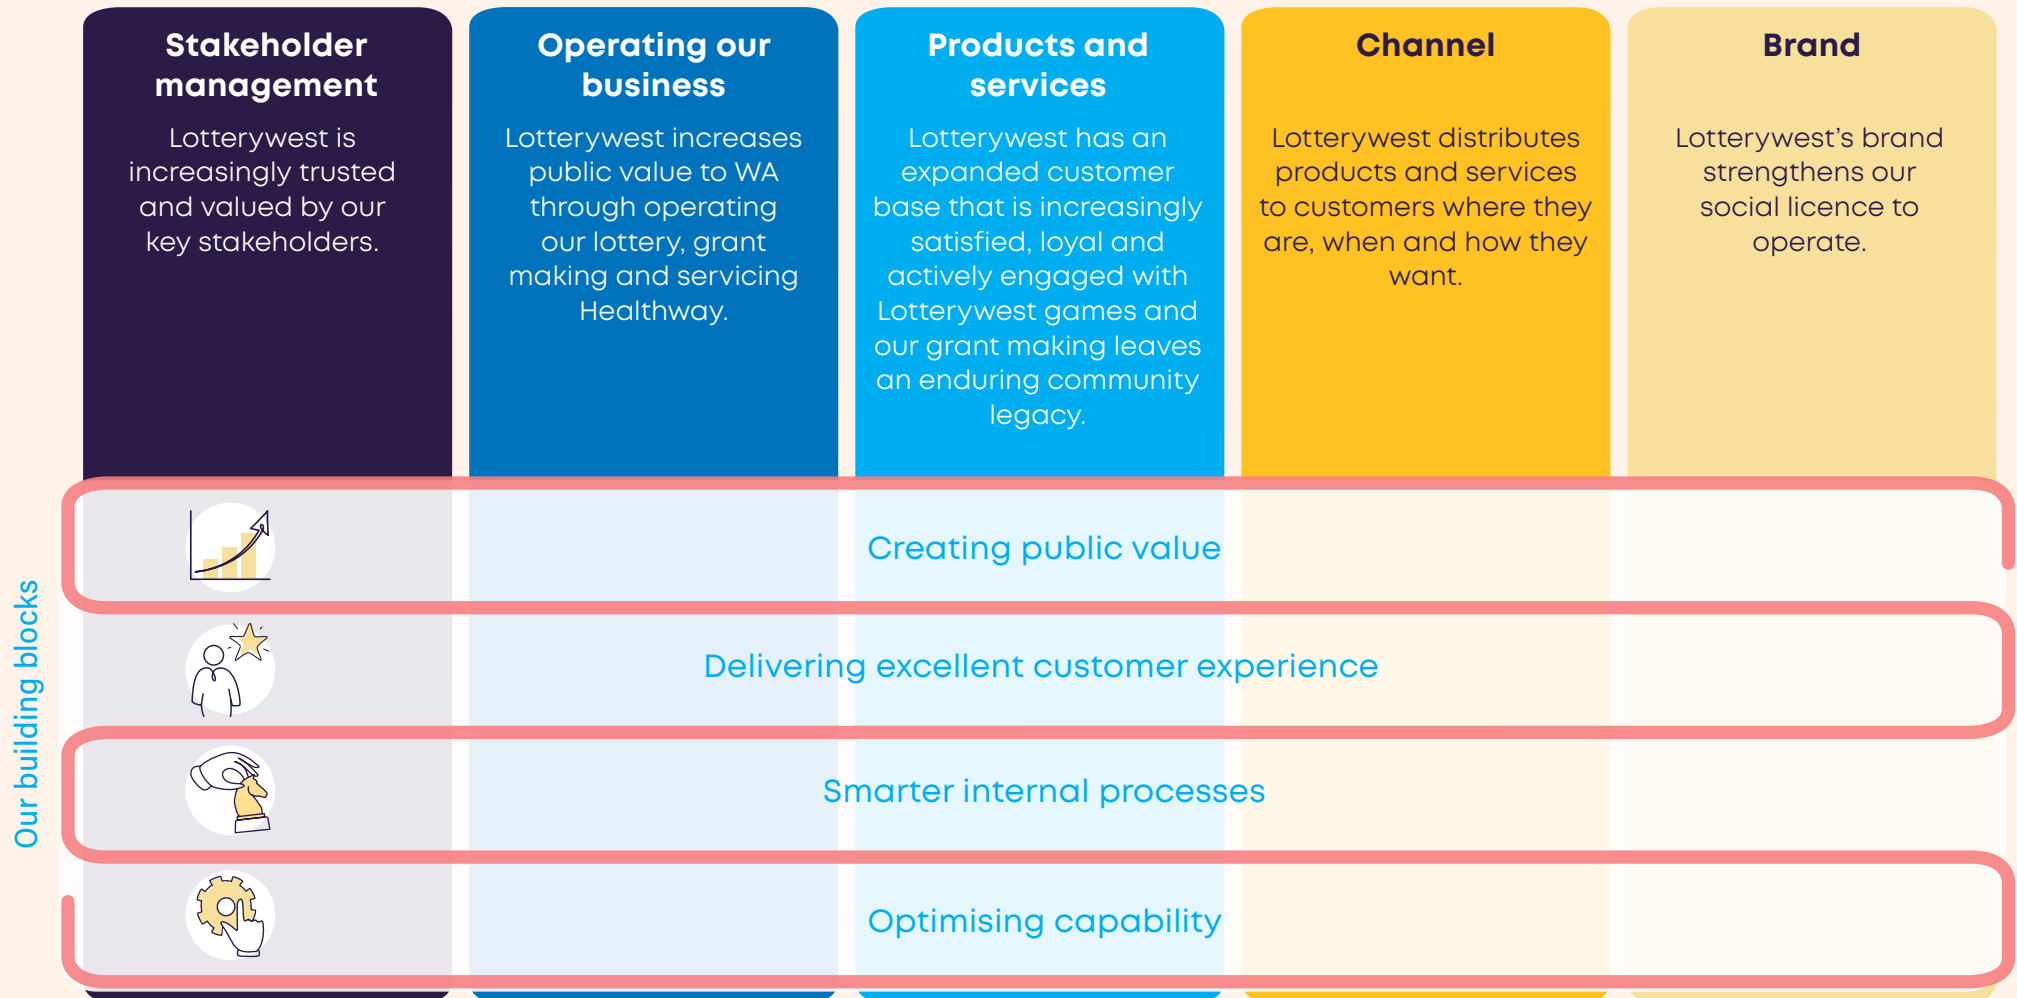 Stakeholder
management
Lotterywest is
increasingly trusted
and valued by our
key stakeholders.
Operating our
business
Lotterywest increases
public value to WA
through operating
our lottery, grant
making and servicing
Healthway.
Products and
services
Lotterywest has an
expanded customer
base that is increasingly
satisfied, loyal and
actively engaged with
Lotterywest games and
our grant making leaves
an enduring community
legacy.
Channel
Lotterywest distributes
products and services
to customers where they
are, when and how they
want.
Brand
Lotterywest’s brand
strengthens our
social licence to
operate.
Our building blocks
Creating public value
Delivering excellent customer experience
Smarter internal processes
Optimising capability